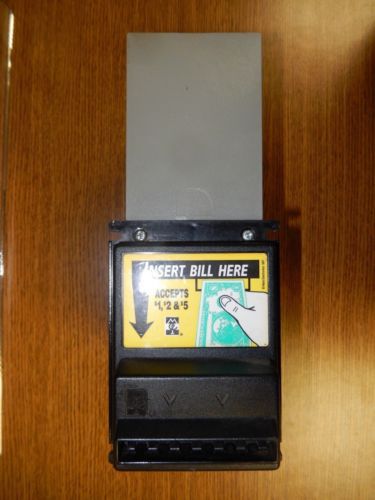 INSERT BILL HERE
ACCEPTS
$1, $2 & $5